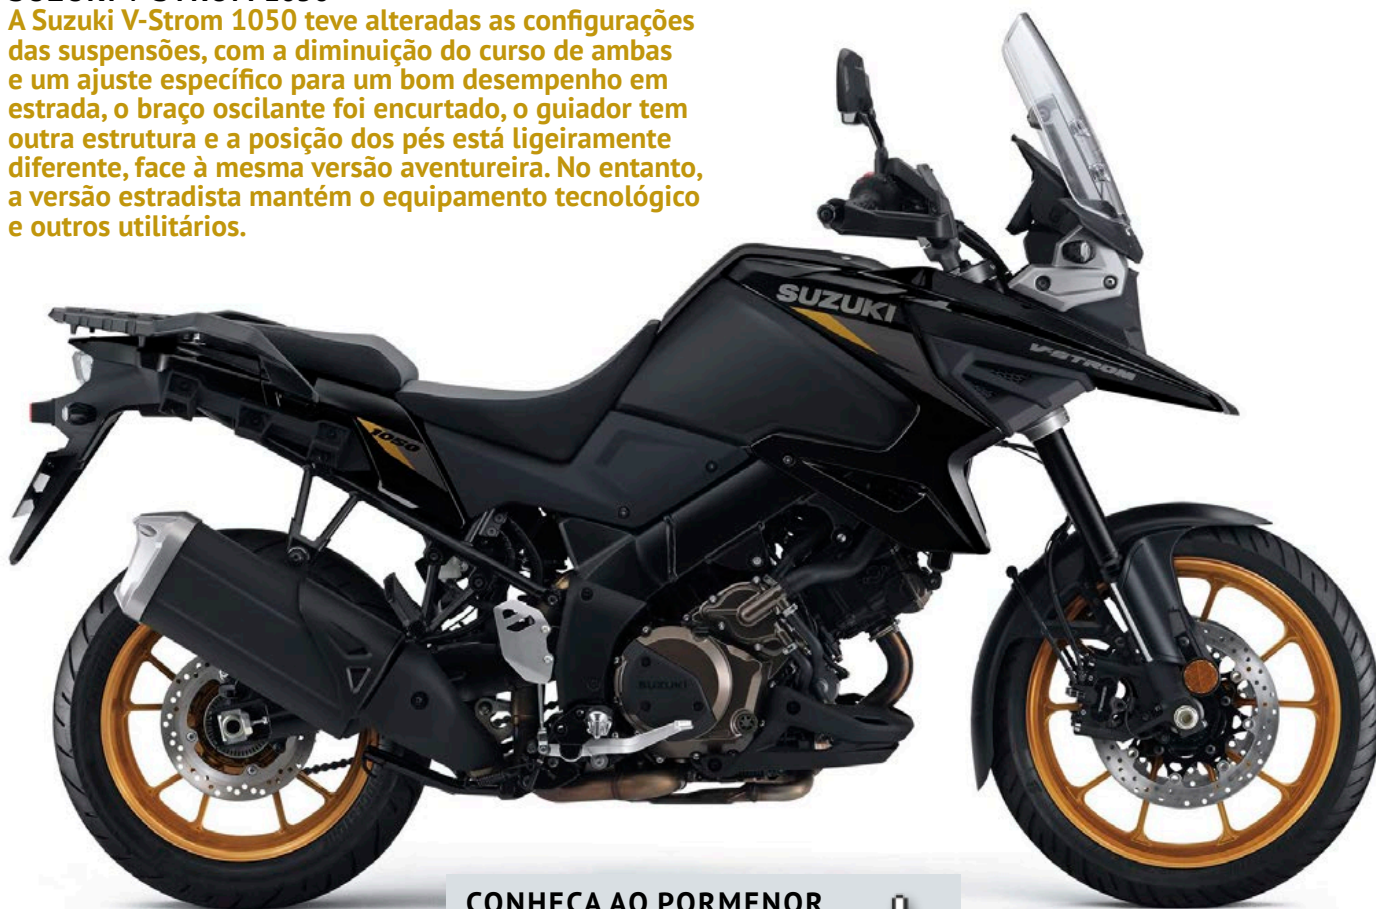 SUZUKI V-STROM 1050
A Suzuki V-Strom 1050 teve alteradas as configurações
das suspensões, com a diminuição do curso de ambas
e um ajuste específico para um bom desempenho em
estrada, o braço oscilante foi encurtado, o guiador tem
outra estrutura e a posição dos pés está ligeiramente
diferente, face à mesma versão aventureira. No entanto,
a versão estradista mantém o equipamento tecnológico
e outros utilitários.
SUZUKI
V-STROM
1050
SUZUKI
CONHEÇA AO PORMENOR